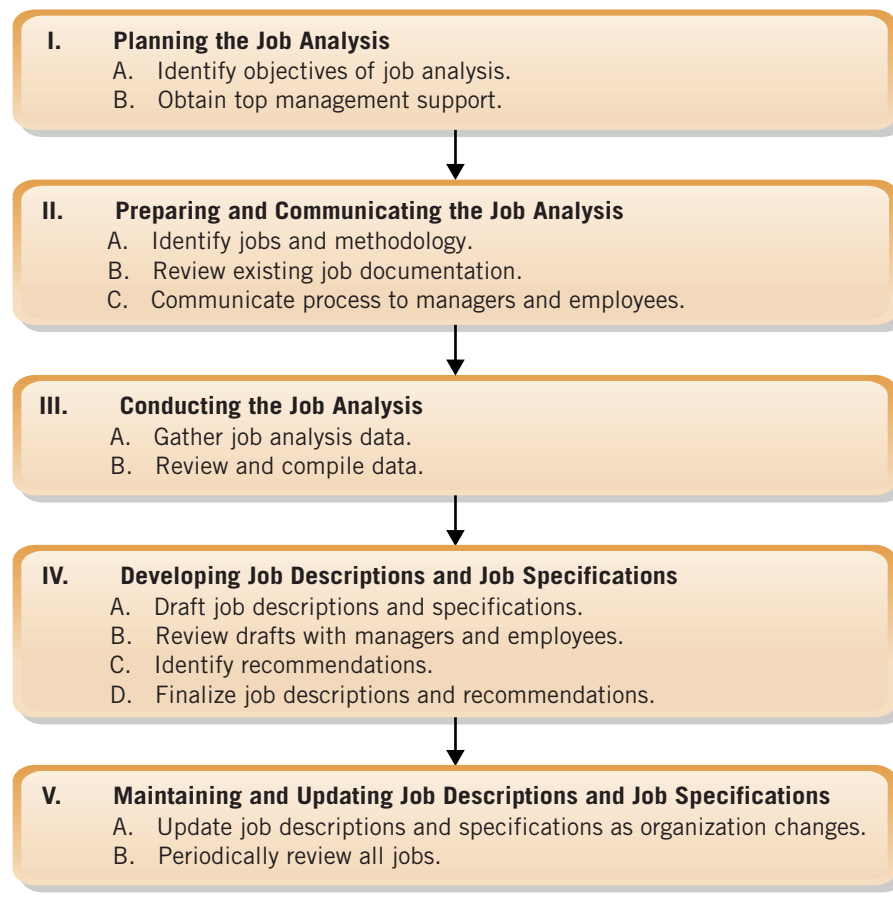 I. Planning the Job Analysis
A. Identify objectives of job analysis.
B. Obtain top management support.
II. Preparing and Communicating the Job Analysis
A. Identify jobs and methodology.
B. Review existing job documentation.
C. Communicate process to managers and employees.
III. Conducting the Job Analysis
A. Gather job analysis data.
B. Review and compile data.
IV. Developing Job Descriptions and Job Specifications
A. Draft job descriptions and specifications.
B. Review drafts with managers and employees.
C. Identify recommendations.
D. Finalize job descriptions and recommendations.
V. Maintaining and Updating Job Descriptions and Job Specifications
A. Update job descriptions and specifications as organization changes.
B. Periodically review all jobs.